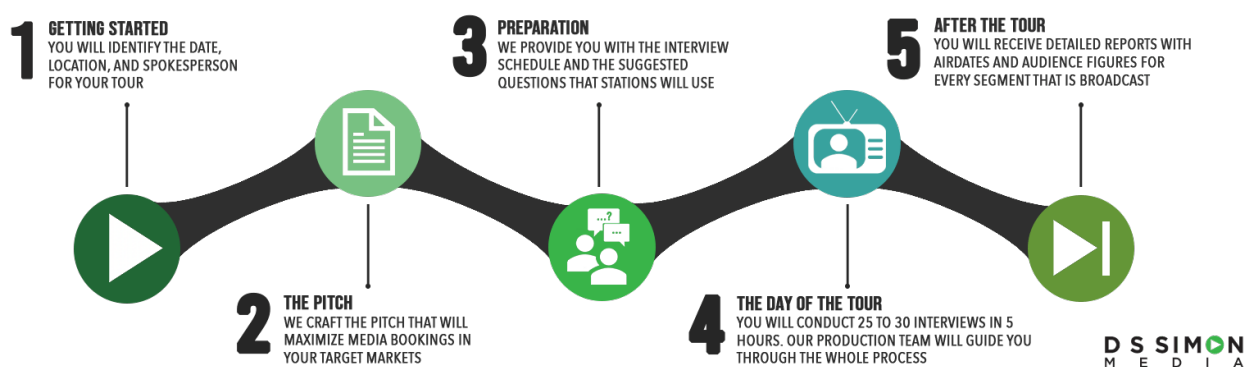 1
GETTING STARTED
YOU WILL IDENTIFY THE DATE,
LOCATION, AND SPOKESPERSON
FOR YOUR TOUR
2
THE PITCH
WE CRAFT THE PITCH THAT WILL
MAXIMIZE MEDIA BOOKINGS IN
YOUR TARGET MARKETS
3
PREPARATION
WE PROVIDE YOU WITH THE INTERVIEW
SCHEDULE AND THE SUGGESTED
QUESTIONS THAT STATIONS WILL USE
...?
...
4
THE DAY OF THE TOUR
YOU WILL CONDUCT 25 TO 30 INTERVIEWS IN 5
HOURS. OUR PRODUCTION TEAM WILL GUIDE YOU
THROUGH THE WHOLE PROCESS
5
AFTER THE TOUR
YOU WILL RECEIVE DETAILED REPORTS WITH
AIRDATES AND AUDIENCE FIGURES FOR
EVERY SEGMENT THAT IS BROADCAST
D S SIMON
MEDIA